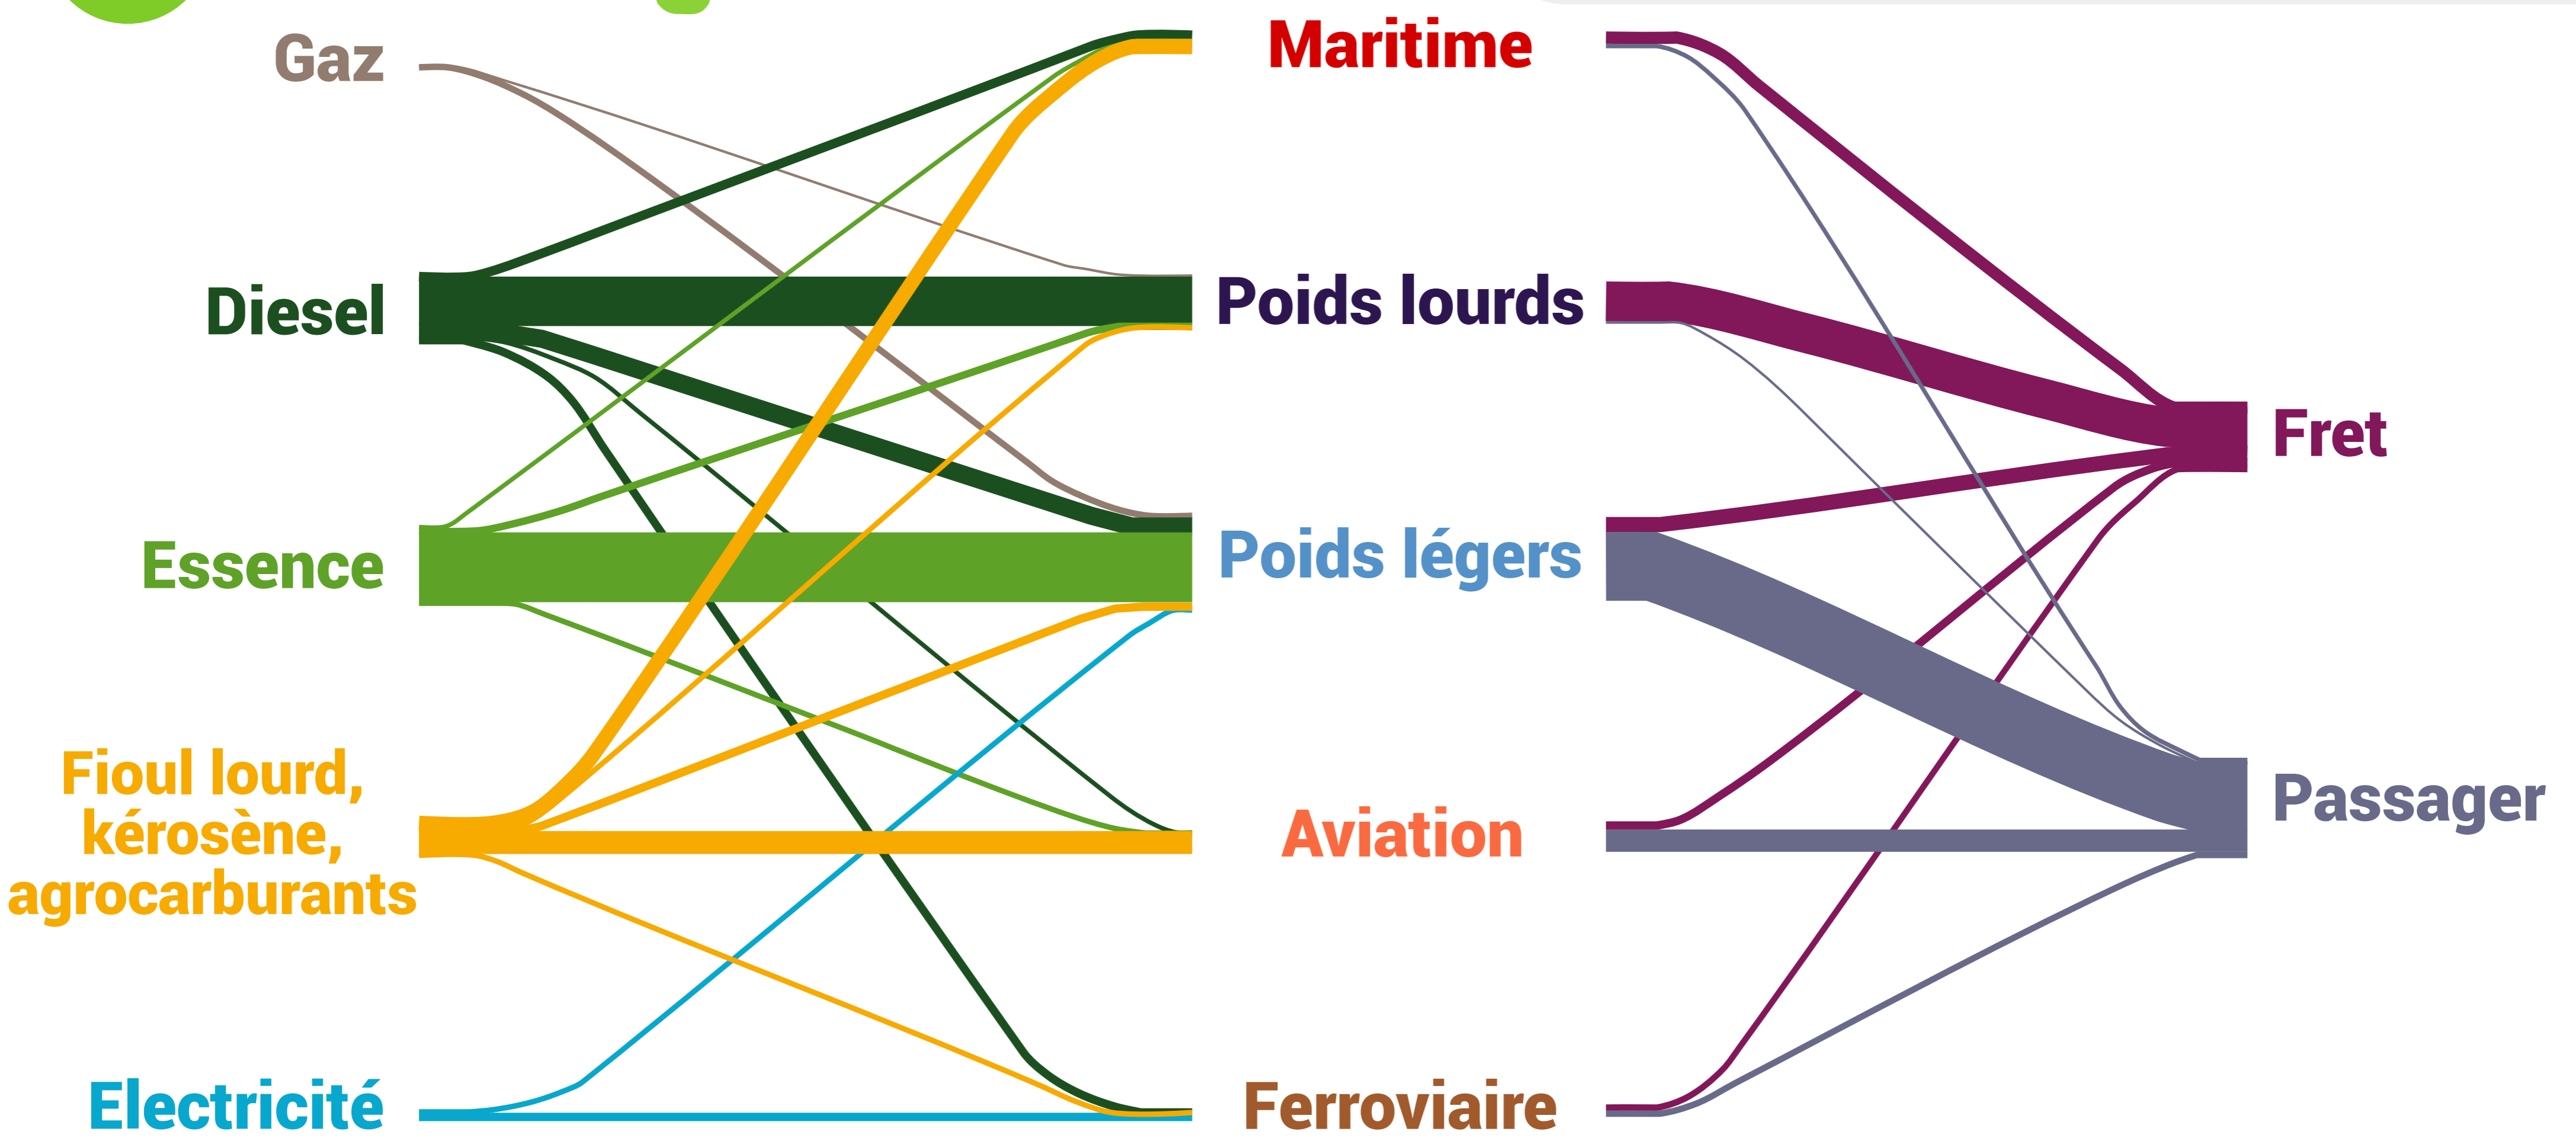 Gaz
Diesel
Essence
Fioul lourd,
kérosène,
agrocarburants
Electricité
Maritime
Poids lourds
Poids légers
Aviation
Ferroviaire
Fret
Passager